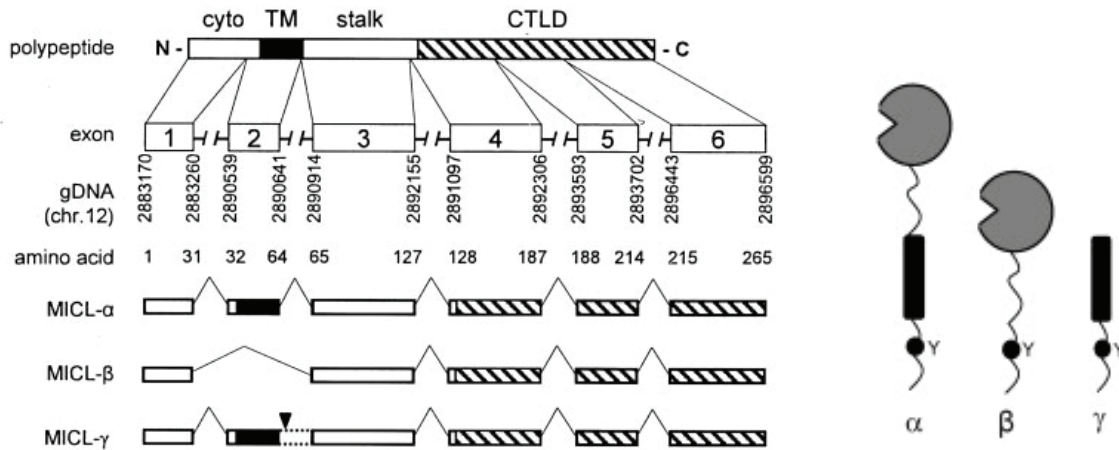 cyto TM stalk CTLD
polypeptide N - - C
exon 1 2 3 4 5 6
gDNA
(chr.12)
2883170 2883260 2890539 2890641 2890914 2892155 2891097 2892306 2893593 2893702 2896443 2896599
amino acid 1 31 32 64 65 127 128 187 188 214 215 265
MICL-α
MICL-β
MICL-γ
Y Y Y
α β γ